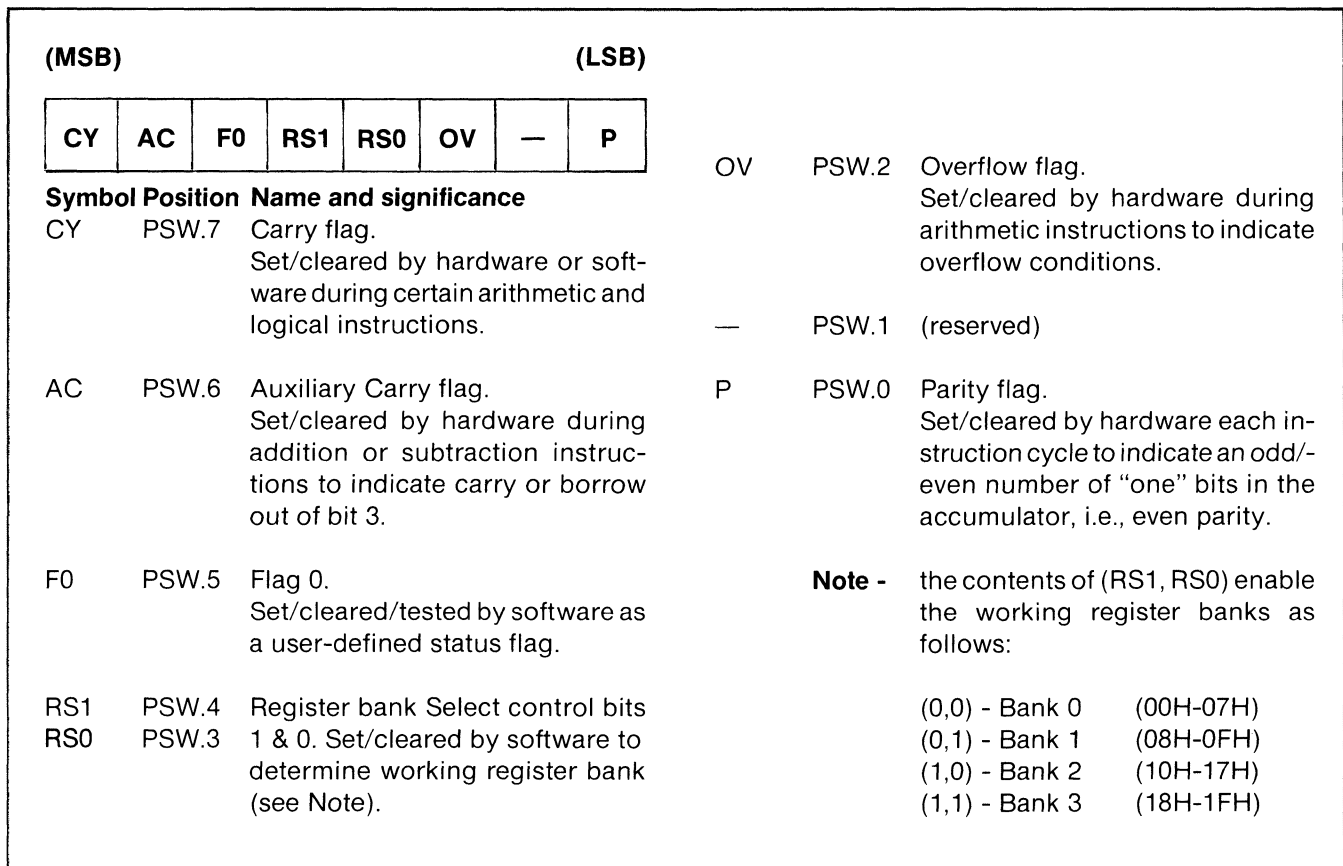 (MSB) (LSB)
CY AC F0 RS1 RS0 OV — P
Symbol Position Name and significance
CY PSW.7 Carry flag.
Set/cleared by hardware or soft-
ware during certain arithmetic and
logical instructions.
AC PSW.6 Auxiliary Carry flag.
Set/cleared by hardware during
addition or subtraction instruc-
tions to indicate carry or borrow
out of bit 3.
F0 PSW.5 Flag 0.
Set/cleared/tested by software as
a user-defined status flag.
RS1 PSW.4 Register bank Select control bits
RS0 PSW.3 1 & 0. Set/cleared by software to
determine working register bank
(see Note).
OV PSW.2 Overflow flag.
Set/cleared by hardware during
arithmetic instructions to indicate
overflow conditions.
— PSW.1 (reserved)
P PSW.0 Parity flag.
Set/cleared by hardware each in-
struction cycle to indicate an odd/-
even number of “one” bits in the
accumulator, i.e., even parity.
Note - the contents of (RS1, RS0) enable
the working register banks as
follows:
(0,0) - Bank 0 (00H-07H)
(0,1) - Bank 1 (08H-0FH)
(1,0) - Bank 2 (10H-17H)
(1,1) - Bank 3 (18H-1FH)